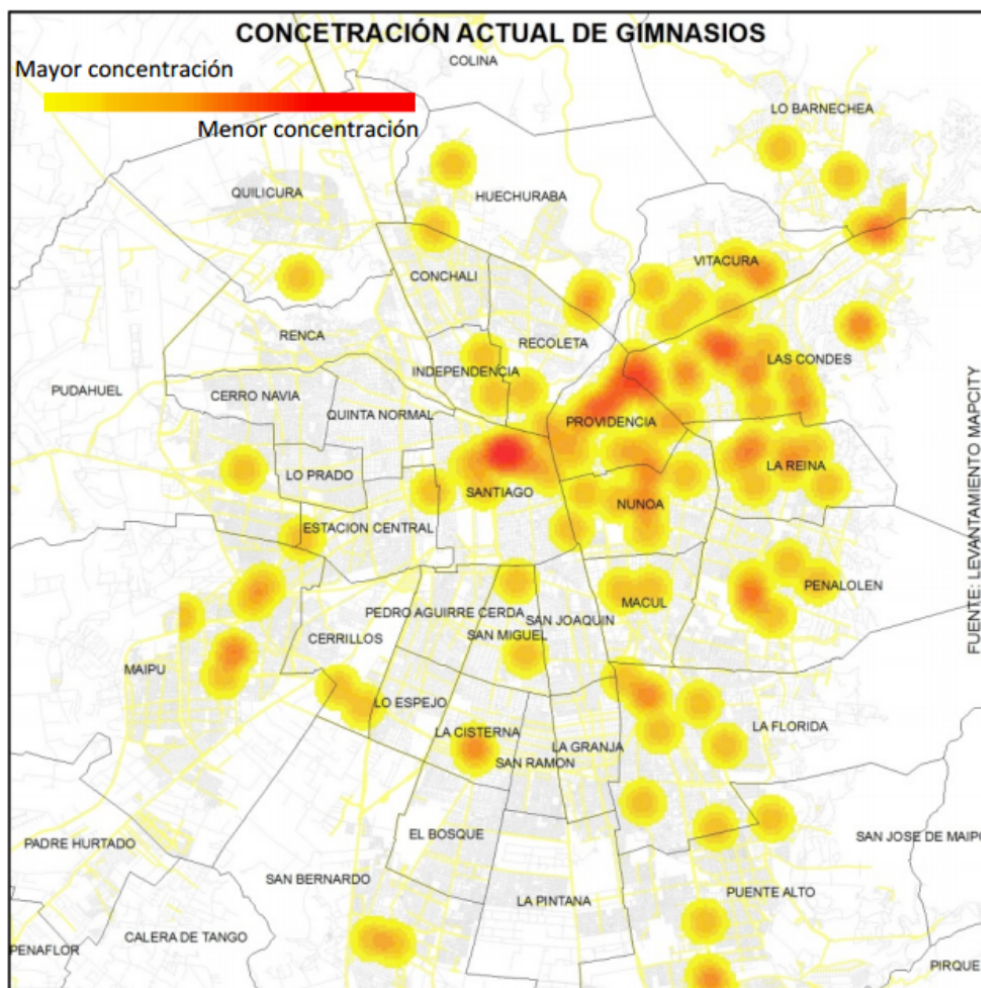 CONCETRACIÓN ACTUAL DE GIMNASIOS
Mayor concentración
Menor concentración
COLINA
LO BARNECHEA
QUILICURA
HUECHURABA
VITACURA
CONCHALI
RENCA
RECOLETA
LAS CONDES
INDEPENDENCIA
PUDAHUEL
CERRO NAVIA
QUINTA NORMAL
PROVIDENCIA
LO PRADO
LA REINA
SANTIAGO
NUNOA
ESTACION CENTRAL
PENALOLEN
MACUL
PEDRO AGUIRRE CERDA
SAN JOAQUIN
SAN MIGUEL
CERRILLOS
MAIPU
LO ESPEJO
LA FLORIDA
LA CISTERNA
LA GRANJA
SAN RAMON
EL BOSQUE
SAN JOSE DE MAIPU
PADRE HURTADO
SAN BERNARDO
PUENTE ALTO
LA PINTANA
CALERA DE TANGO
PENAFLOR
PIRQUE
FUENTE: LEVANTAMIENTO MAPCITY